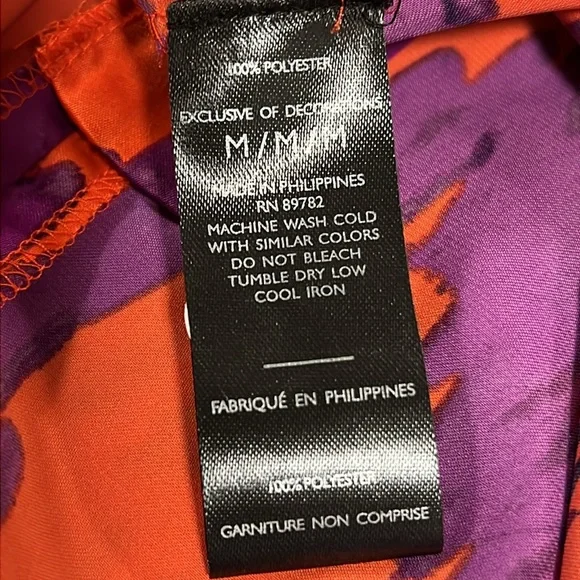 100% POLYESTER
EXCLUSIVE OF DECORATIONS
M / M / M
MADE IN PHILIPPINES
RN 89782
MACHINE WASH COLD
WITH SIMILAR COLORS
DO NOT BLEACH
TUMBLE DRY LOW
COOL IRON
FABRIQUÉ EN PHILIPPINES
100% POLYESTER
GARNITURE NON COMPRISE